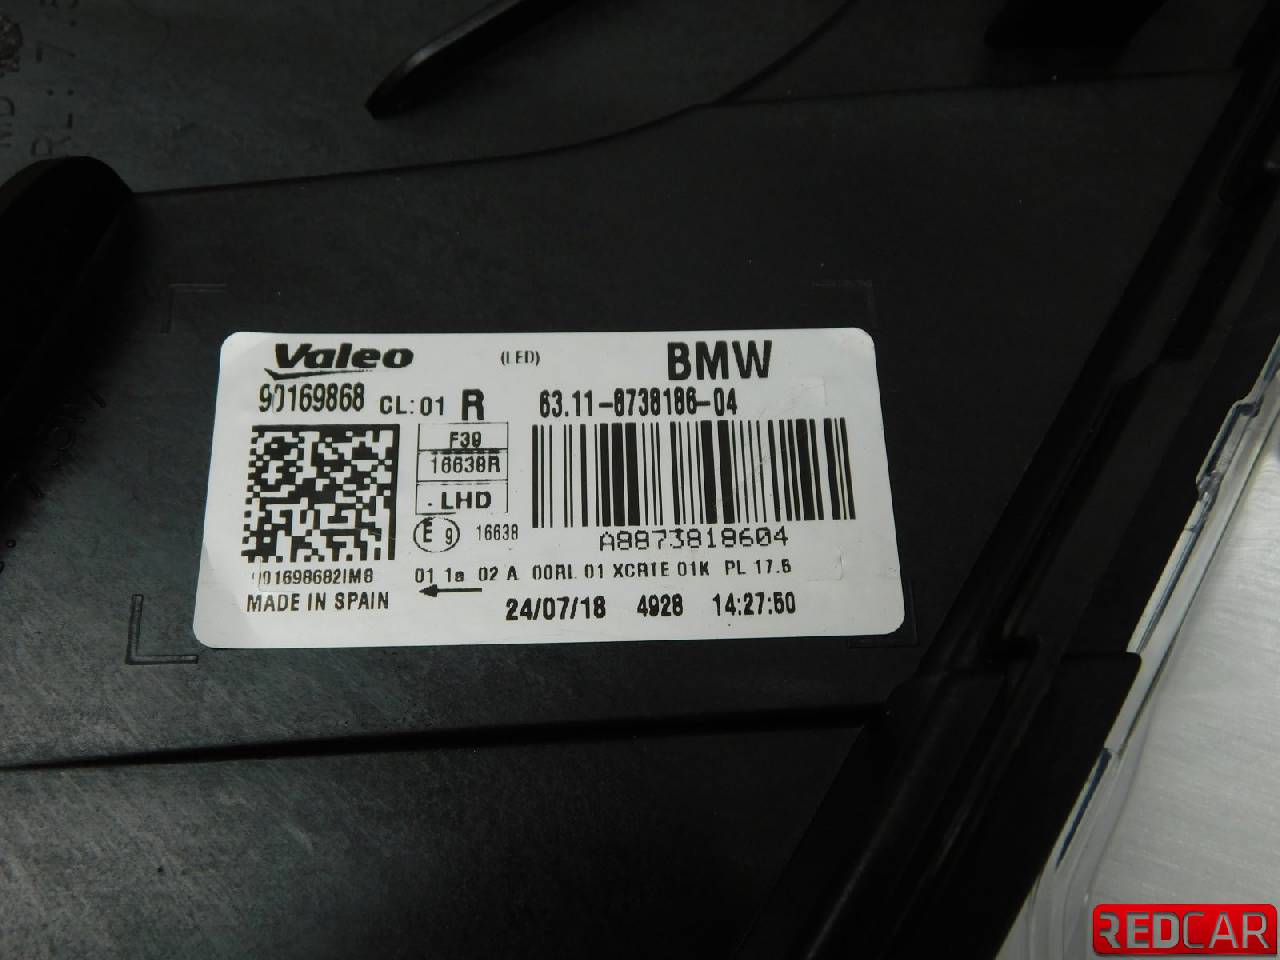 Valeo (LED) BMW
90169868 CL:01 R 63.11-8738186-04
F39
16638R
LHD
E 9 16638 A8873818604
901698682IM8 01 1a 02 A 00RL 01 XCR1E 01K PL 17.5
MADE IN SPAIN 24/07/18 4928 14:27:50
REDCAR